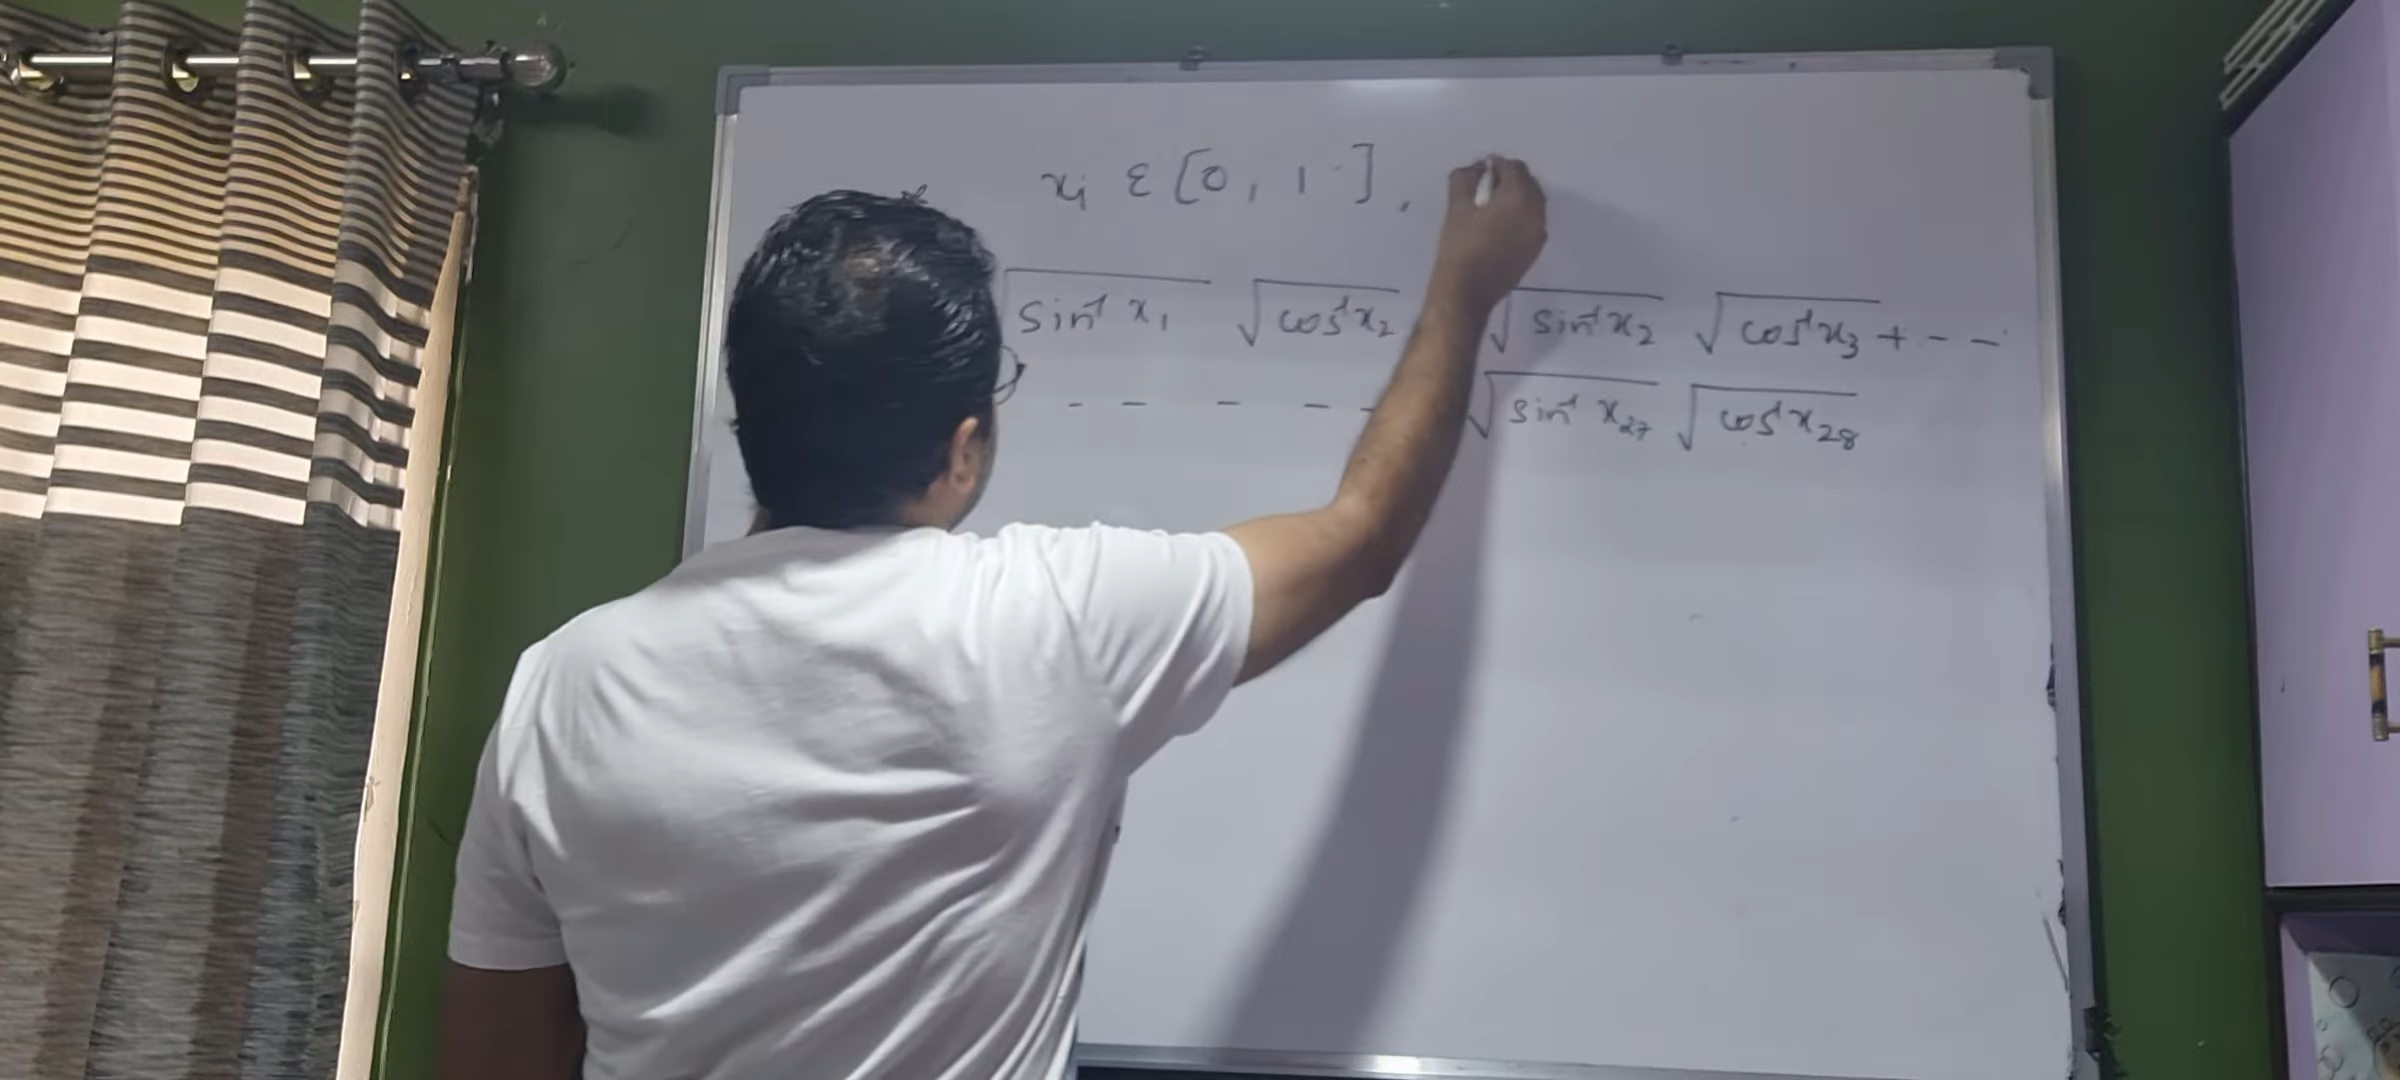 xi ε [0, 1],
√sin⁻¹ x₁ √cos⁻¹ x₂ √sin⁻¹ x₂ √cos⁻¹ x₃ + - -
- - - - - √sin⁻¹ x₂₇ √cos⁻¹ x₂₈